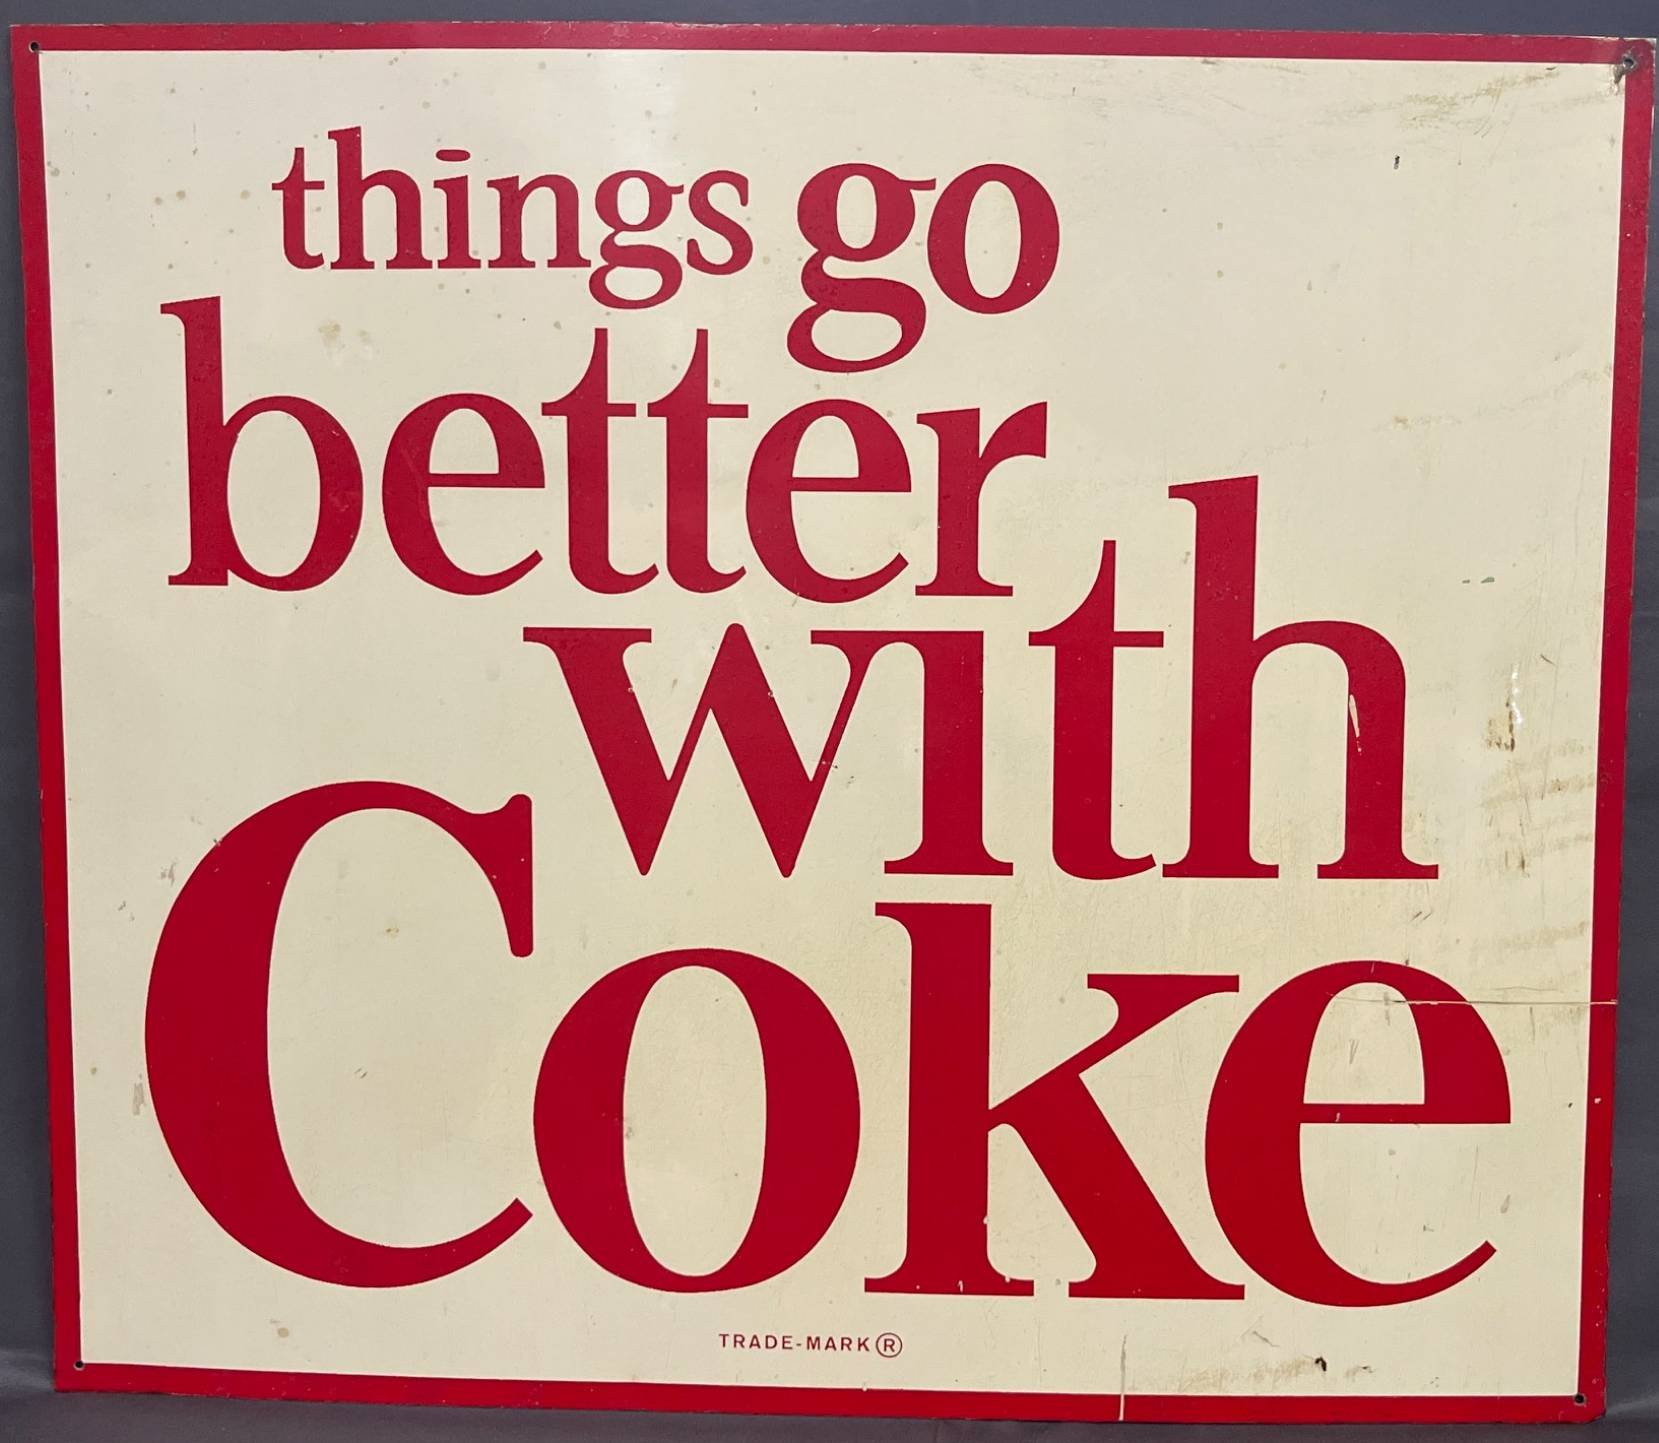 things go
better
with
Coke
TRADE-MARK ®